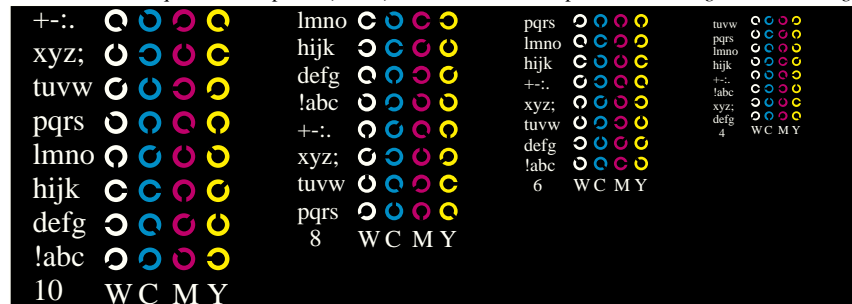 +-:.
xyz;
tuvw
pqrs
lmno
hijk
defg
!abc
10 W C M Y
lmno
hijk
defg
!abc
+-:.
xyz;
tuvw
pqrs
8 W C M Y
pqrs
lmno
hijk
+-:.
xyz;
tuvw
defg
!abc
6 W C M Y
tuvw
pqrs
lmno
hijk
+-:.
!abc
xyz;
defg
4 W C M Y